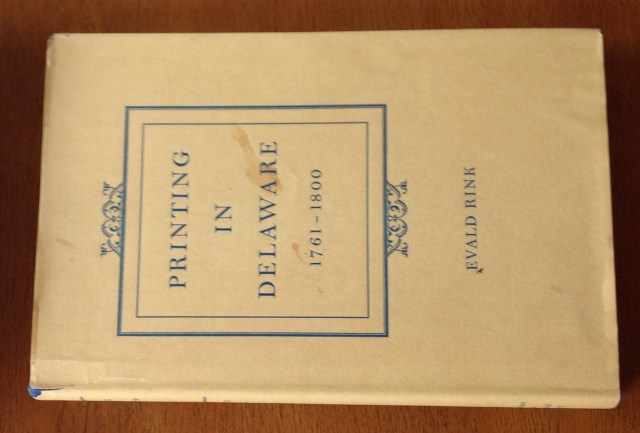 PRINTING
IN
DELAWARE
1761-1800
EVALD RINK